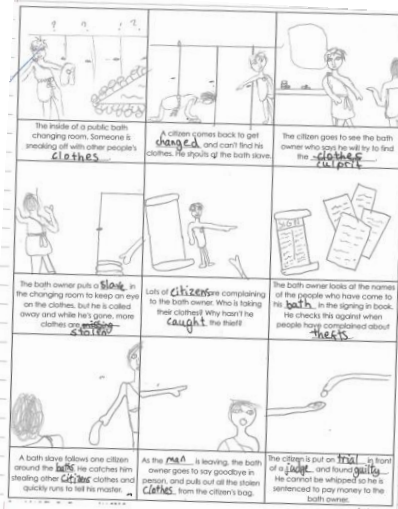 ? ? ?
The inside of a public bath
changing room. Someone is
sneaking off with other people's
clothes.
A citizen comes back to get
changed and can't find his
clothes. He shouts at the bath slave.
The citizen goes to see the bath
owner who says he will try to find
the clothes
culprit
The bath owner puts a slave in
the changing room to keep an eye
on the clothes, but he is called
away and while he's gone, more
clothes are missing
stolen
Lots of citizens are complaining
to the bath owner. Who is taking
their clothes? Why hasn't he
caught the thief?
SIGN
The bath owner looks at the names
of the people who have come to
his bath in the signing in book.
He checks this against when
people have complained about
thefts.
A bath slave follows one citizen
around the baths. He catches him
stealing other citizens clothes and
quickly runs to tell his master.
As the man is leaving, the bath
owner goes to say goodbye in
person, and pulls out all the stolen
clothes from the citizen's bag.
The citizen is put on trial in front
of a judge and found guilty.
He cannot be whipped so he is
sentenced to pay money to the
bath owner.